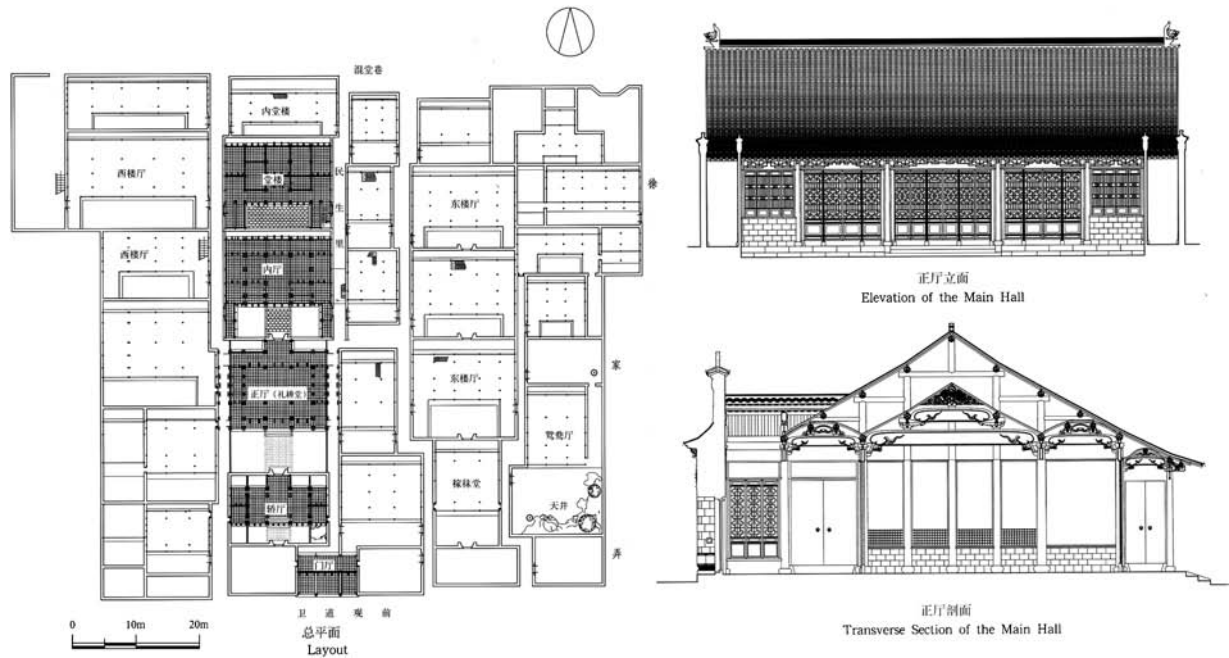 混堂巷
内堂楼
西楼厅
堂楼
民生里
东楼厅
徐家弄
西楼厅
内厅
正厅(礼耕堂)
东楼厅
鸳鸯厅
轿厅
天井
门厅
卫道观前
0 10m 20m
总平面
Layout
正厅立面
Elevation of the Main Hall
正厅剖面
Transverse Section of the Main Hall